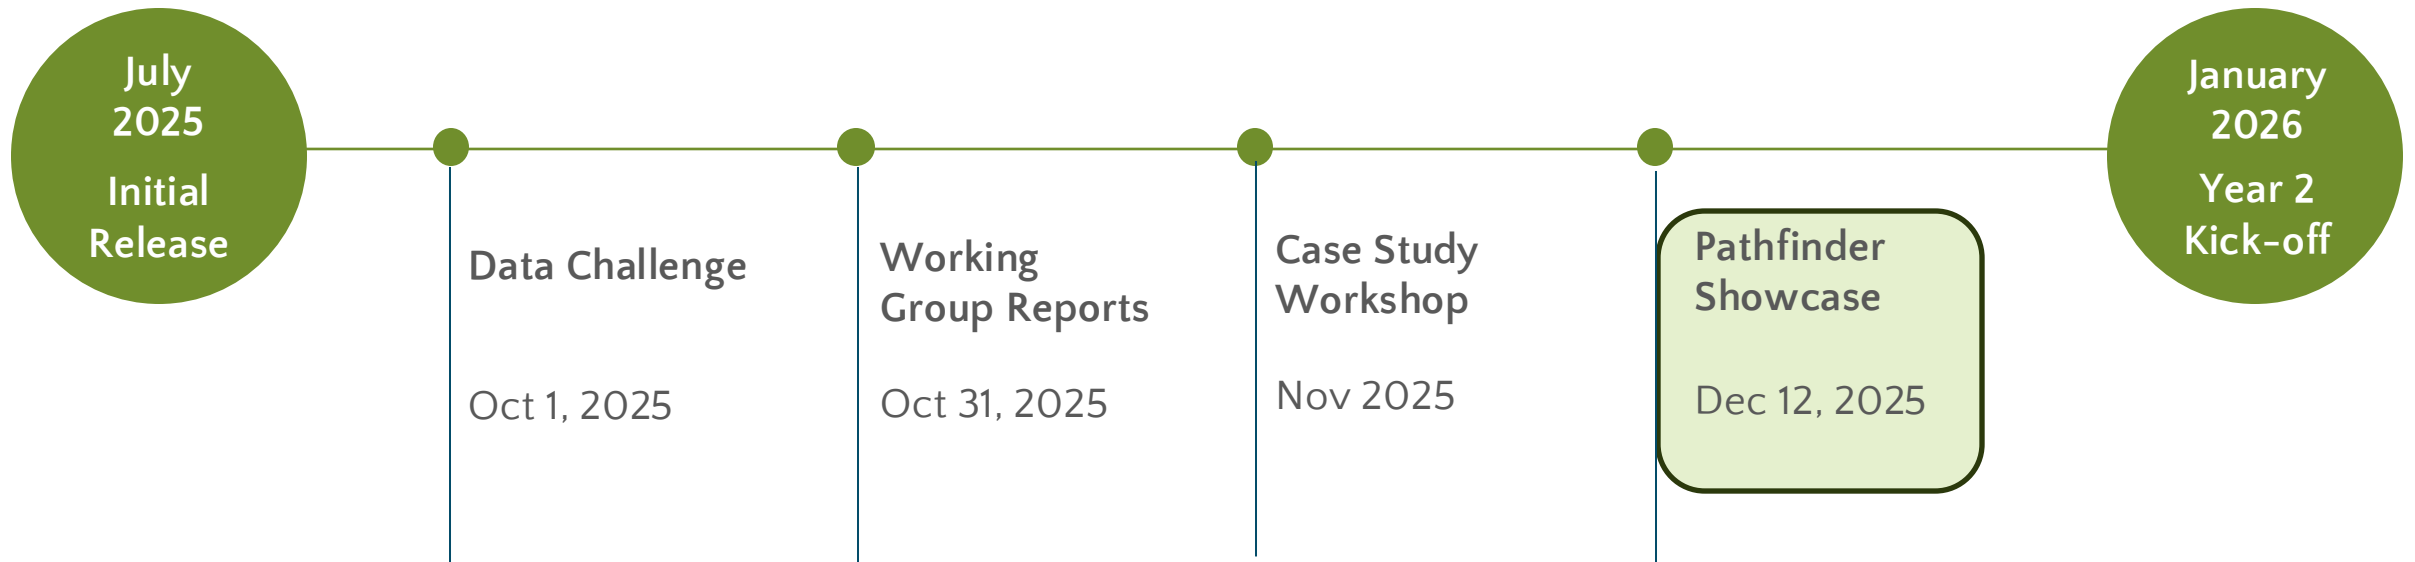 July
2025
Initial
Release
Data Challenge
Oct 1, 2025
Working
Group Reports
Oct 31, 2025
Case Study
Workshop
Nov 2025
Pathfinder
Showcase
Dec 12, 2025
January
2026
Year 2
Kick-off